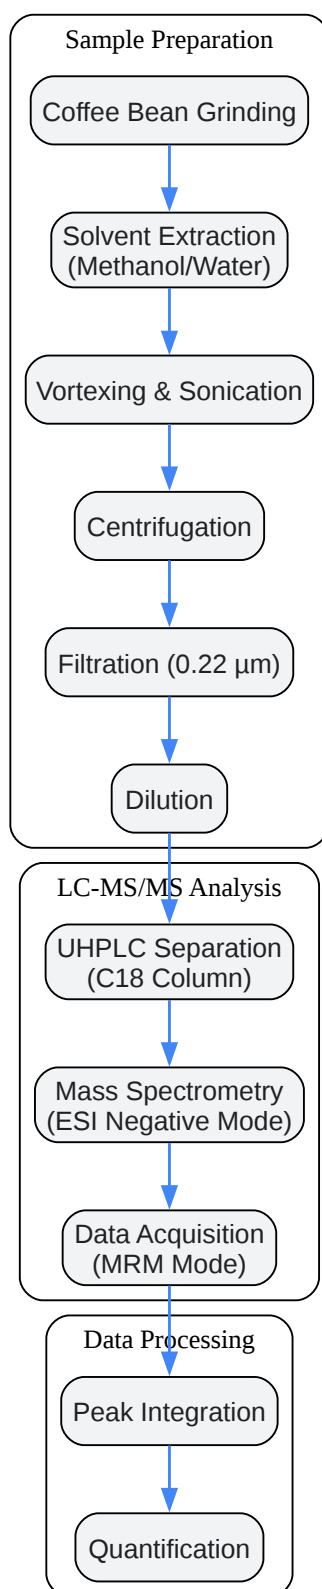 Sample Preparation
Coffee Bean Grinding
Solvent Extraction
(Methanol/Water)
Vortexing & Sonication
Centrifugation
Filtration (0.22 µm)
Dilution
LC-MS/MS Analysis
UHPLC Separation
(C18 Column)
Mass Spectrometry
(ESI Negative Mode)
Data Acquisition
(MRM Mode)
Data Processing
Peak Integration
Quantification